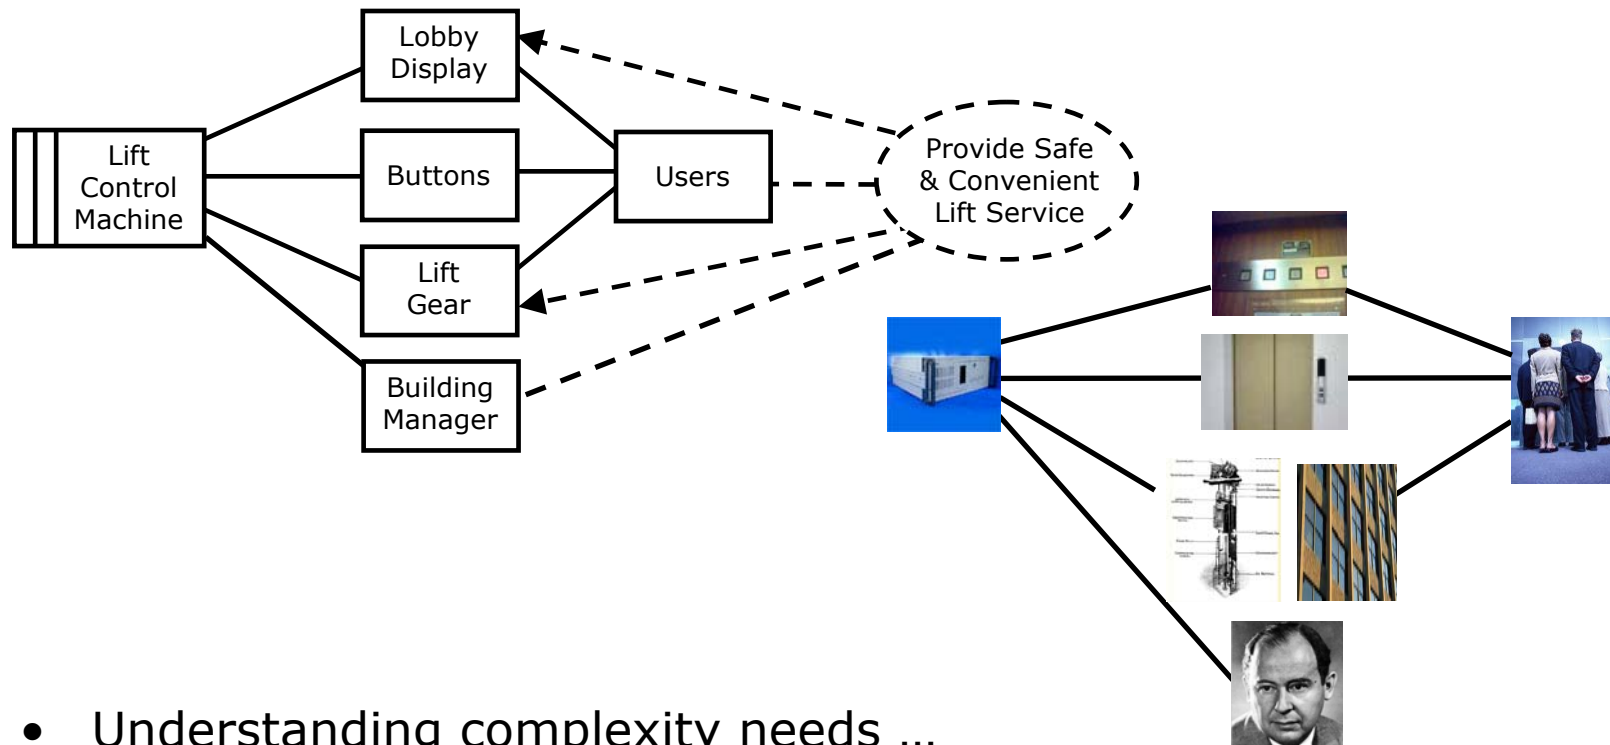 Lobby
Display
Lift
Control
Machine
Buttons
Users
Provide Safe
& Convenient
Lift Service
Lift
Gear
Building
Manager
• Understanding complexity needs …